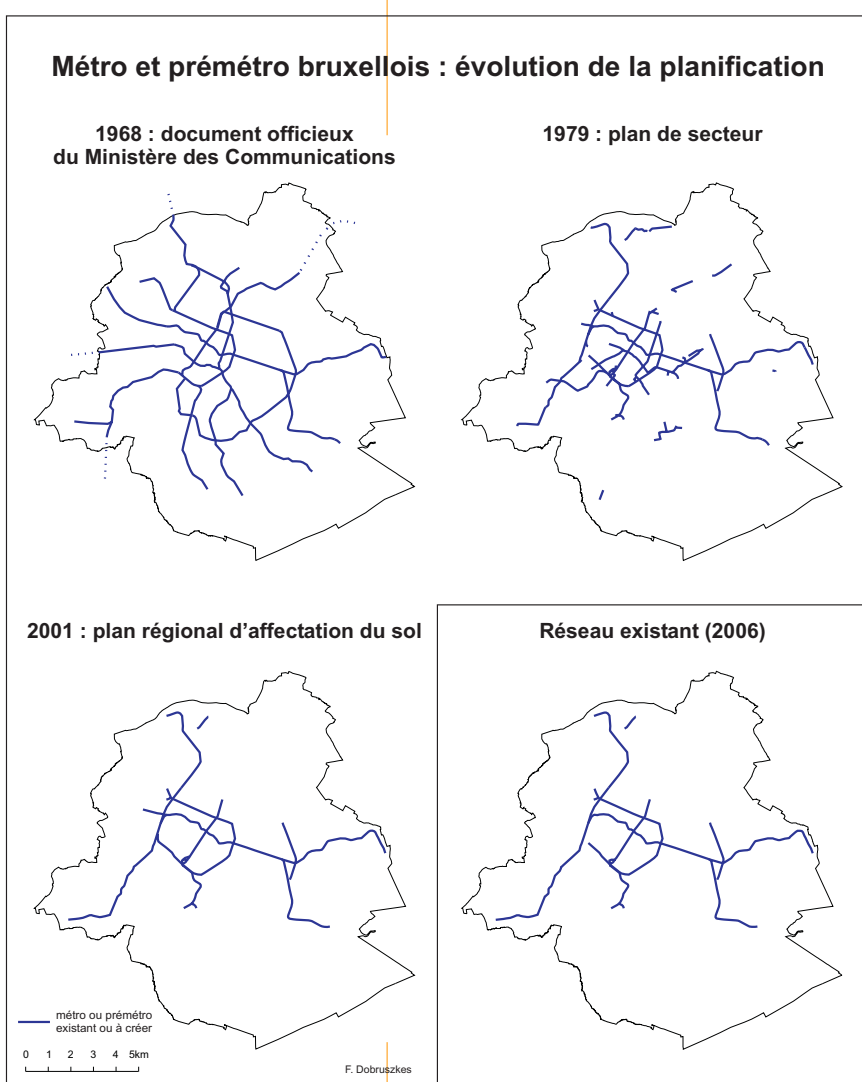 Métro et prémétro bruxellois : évolution de la planification
1968 : document officieux
du Ministère des Communications
1979 : plan de secteur
2001 : plan régional d'affectation du sol
Réseau existant (2006)
métro ou prémétro
existant ou à créer
0 1 2 3 4 5km
F. Dobruszkes